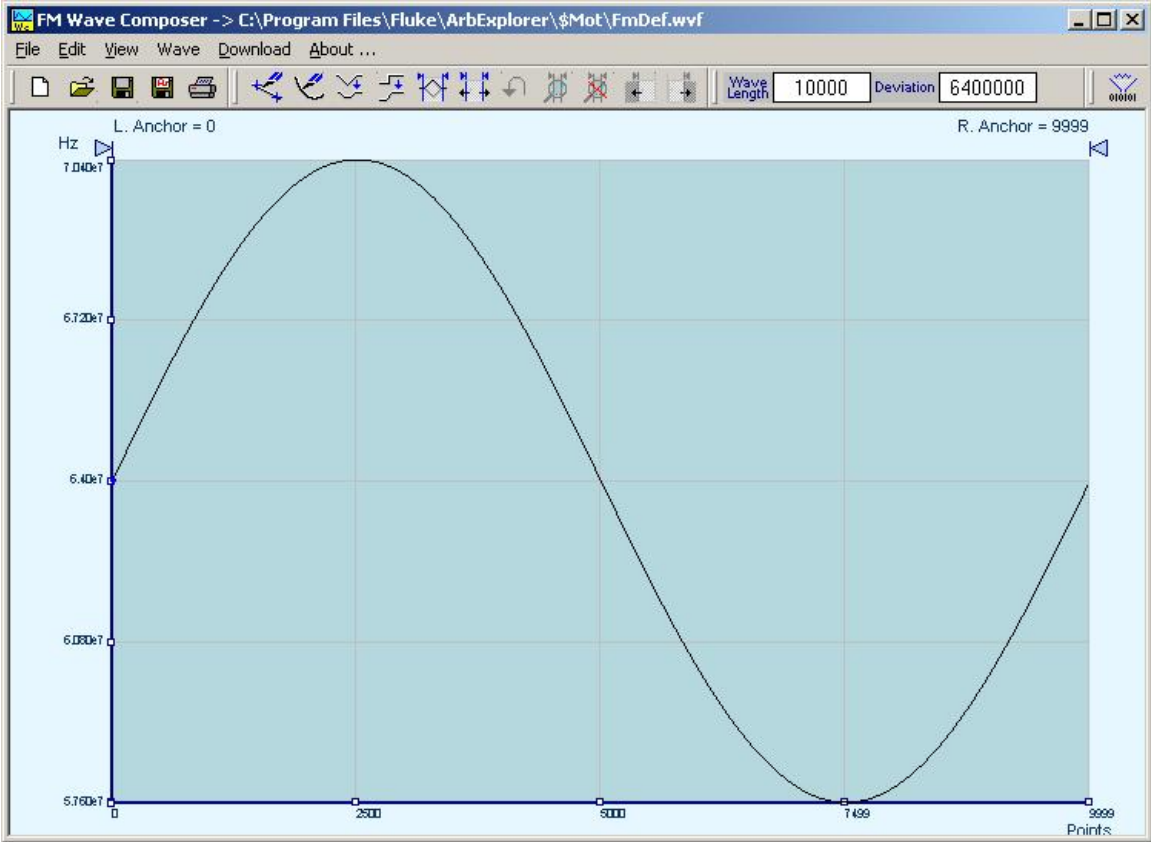 FM Wave Composer -> C:\Program Files\Fluke\ArbExplorer\$Mot\FmDef.wvf
File Edit View Wave Download About ...
Wave Length 10000 Deviation 6400000
010101
L. Anchor = 0 R. Anchor = 9999
Hz
7.040e7
6.720e7
6.40e7
6.080e7
5.760e7
0 2500 5000 7499 9999
Points